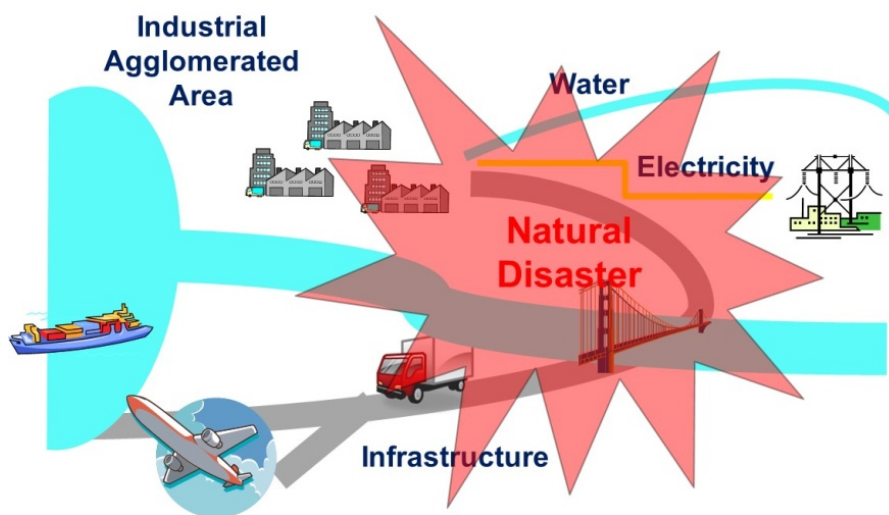 Industrial
Agglomerated
Area
Water
Electricity
Natural
Disaster
Infrastructure